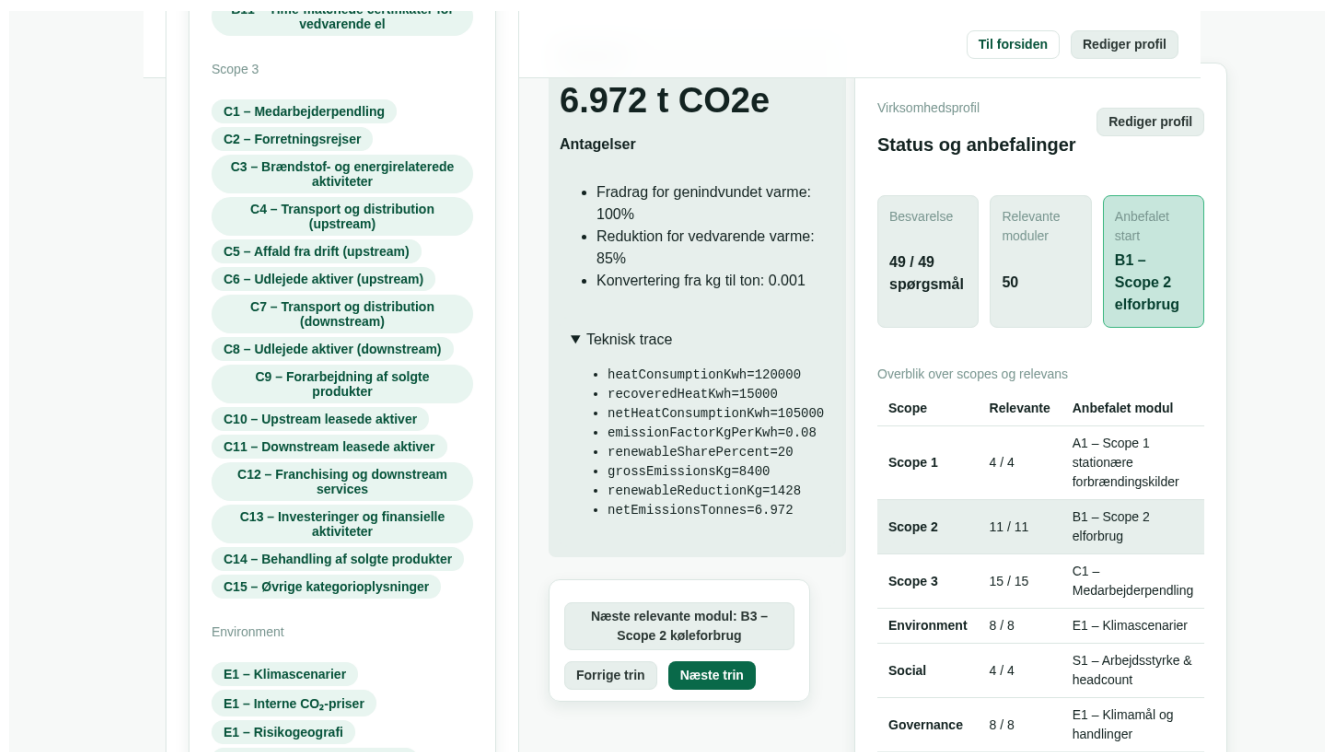 B11 – Time-matchede certifikater for
vedvarende el
Scope 3
C1 – Medarbejderpendling
C2 – Forretningsrejser
C3 – Brændstof- og energirelaterede
aktiviteter
C4 – Transport og distribution
(upstream)
C5 – Affald fra drift (upstream)
C6 – Udlejede aktiver (upstream)
C7 – Transport og distribution
(downstream)
C8 – Udlejede aktiver (downstream)
C9 – Forarbejdning af solgte
produkter
C10 – Upstream leasede aktiver
C11 – Downstream leasede aktiver
C12 – Franchising og downstream
services
C13 – Investeringer og finansielle
aktiviteter
C14 – Behandling af solgte produkter
C15 – Øvrige kategorioplysninger
Environment
E1 – Klimascenarier
E1 – Interne CO₂-priser
E1 – Risikogeografi
Til forsiden
Rediger profil
6.972 t CO2e
Antagelser
• Fradrag for genindvundet varme:
100%
• Reduktion for vedvarende varme:
85%
• Konvertering fra kg til ton: 0.001
▼ Teknisk trace
• heatConsumptionKwh=120000
• recoveredHeatKwh=15000
• netHeatConsumptionKwh=105000
• emissionFactorKgPerKwh=0.08
• renewableSharePercent=20
• grossEmissionsKg=8400
• renewableReductionKg=1428
• netEmissionsTonnes=6.972
Næste relevante modul: B3 –
Scope 2 køleforbrug
Forrige trin
Næste trin
Virksomhedsprofil
Rediger profil
Status og anbefalinger
Besvarelse
49 / 49
spørgsmål
Relevante
moduler
50
Anbefalet
start
B1 –
Scope 2
elforbrug
Overblik over scopes og relevans
Scope Relevante Anbefalet modul
Scope 1 4 / 4 A1 – Scope 1
stationære
forbrændingskilder
Scope 2 11 / 11 B1 – Scope 2
elforbrug
Scope 3 15 / 15 C1 –
Medarbejderpendling
Environment 8 / 8 E1 – Klimascenarier
Social 4 / 4 S1 – Arbejdsstyrke &
headcount
Governance 8 / 8 E1 – Klimamål og
handlinger